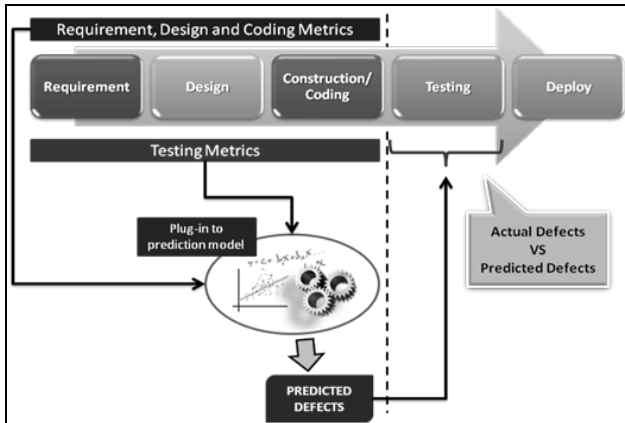 Requirement, Design and Coding Metrics
Requirement
Design
Construction/
Coding
Testing
Deploy
Testing Metrics
Plug-in to
prediction model
Actual Defects
VS
Predicted Defects
PREDICTED
DEFECTS